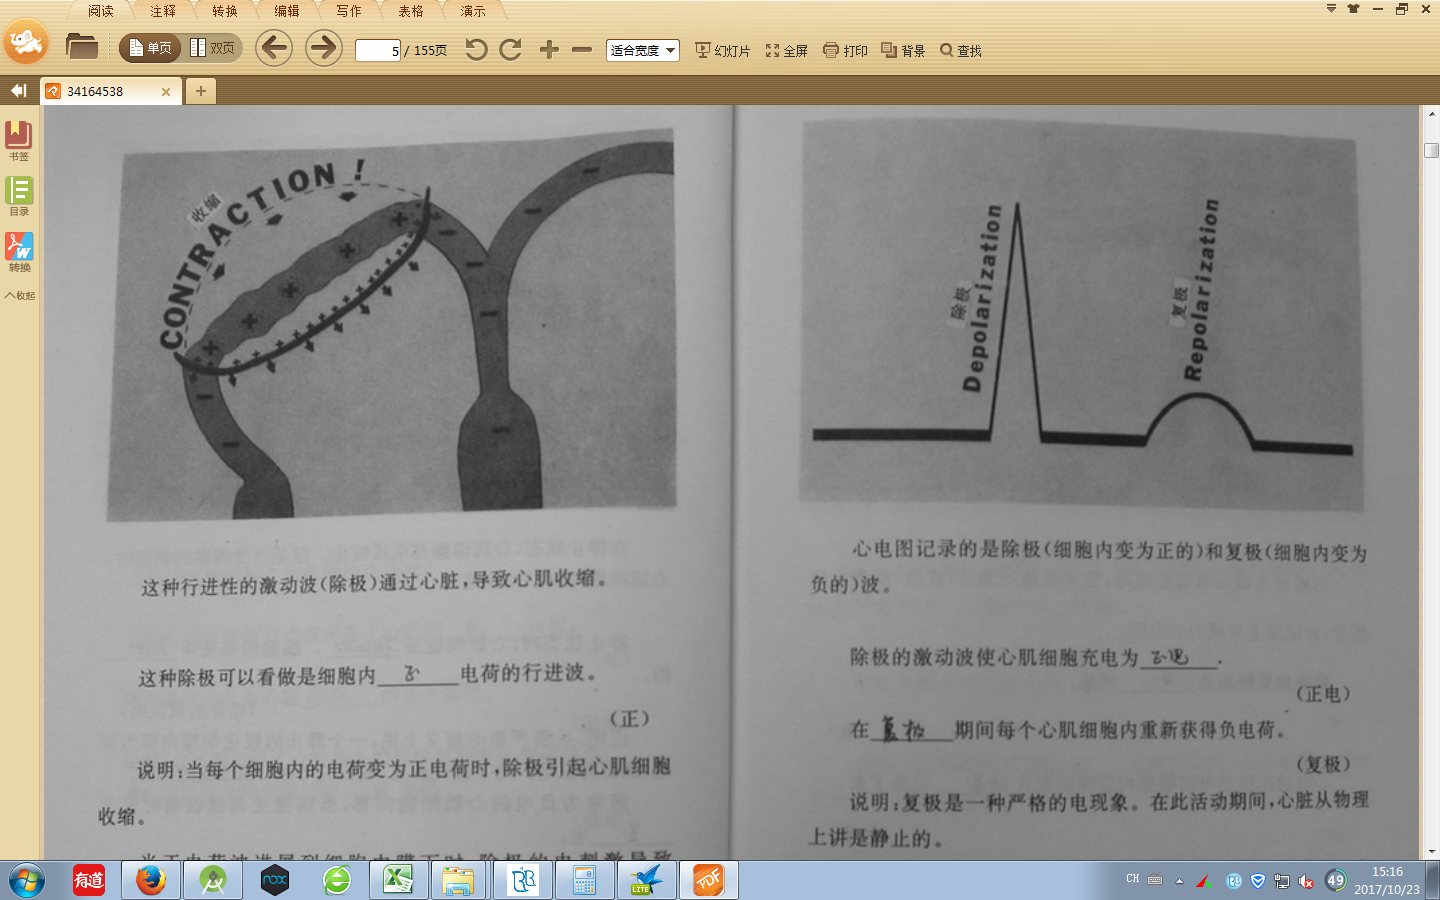 阅读 注释 转换 编辑 写作 表格 演示
单页 双页 5 / 155页 适合宽度 幻灯片 全屏 打印 背景 查找
34164538
书签
目录
转换
收起
CONTRACTION !
收缩
这种行进性的激动波(除极)通过心脏,导致心肌收缩。
这种除极可以看做是细胞内 正 电荷的行进波。
(正)
说明:当每个细胞内的电荷变为正电荷时,除极引起心肌细胞
收缩。
除极
Depolarization
复极
Repolarization
心电图记录的是除极(细胞内变为正的)和复极(细胞内变为
负的)波。
除极的激动波使心肌细胞充电为 正电 .
(正电)
在 复极 期间每个心肌细胞内重新获得负电荷。
(复极)
说明:复极是一种严格的电现象。在此活动期间,心脏从物理
上讲是静止的。
有道 nox LITE PDF CH 49 15:16
2017/10/23